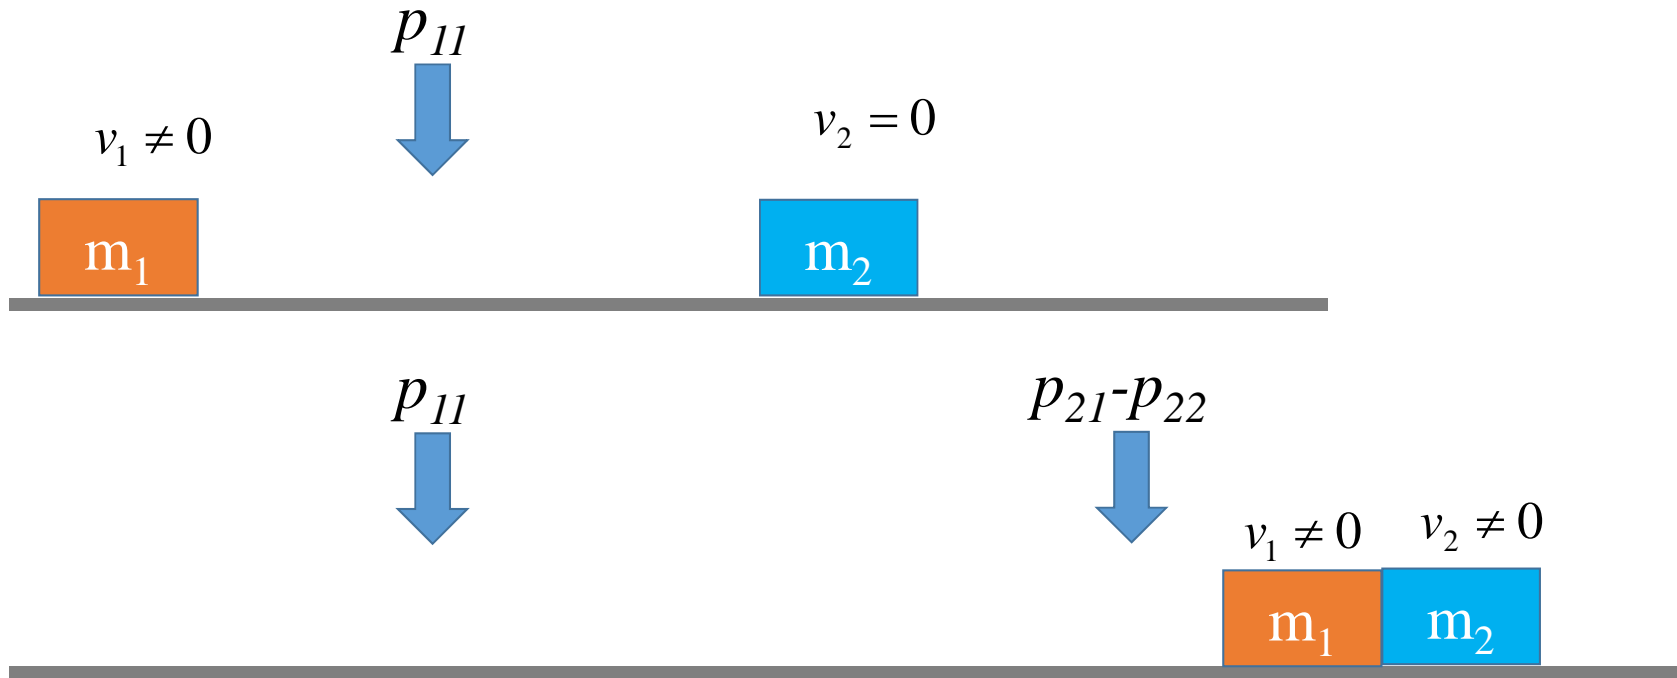 p₁₁
v₁ ≠ 0
v₂ = 0
m₁
m₂
p₁₁
p₂₁-p₂₂
v₁ ≠ 0
v₂ ≠ 0
m₁
m₂